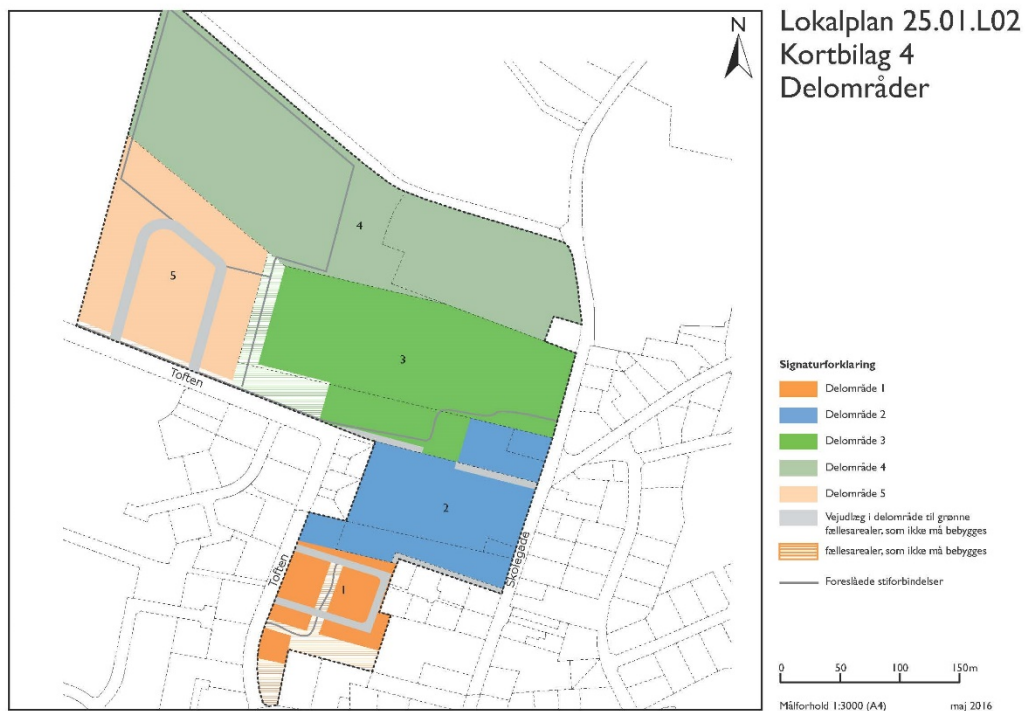 Lokalplan 25.01.L02
Kortbilag 4
Delområder
N
4
5
3
Toften
2
Toften
Skolegade
1
Signaturforklaring
Delområde 1
Delområde 2
Delområde 3
Delområde 4
Delområde 5
Vejudlæg i delområde til grønne
fællesarealer, som ikke må bebygges
fællesarealer, som ikke må bebygges
Foreslåede stiforbindelser
0 50 100 150m
Målforhold 1:3000 (A4) maj 2016